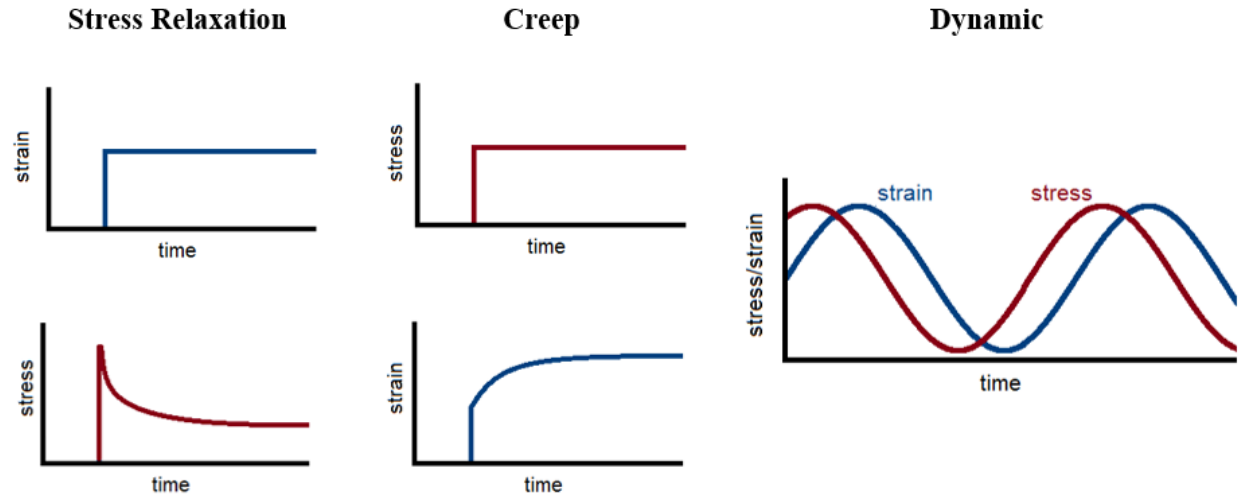 Stress Relaxation
Creep
Dynamic
strain
time
stress
time
stress
time
strain
time
strain
stress
stress/strain
time